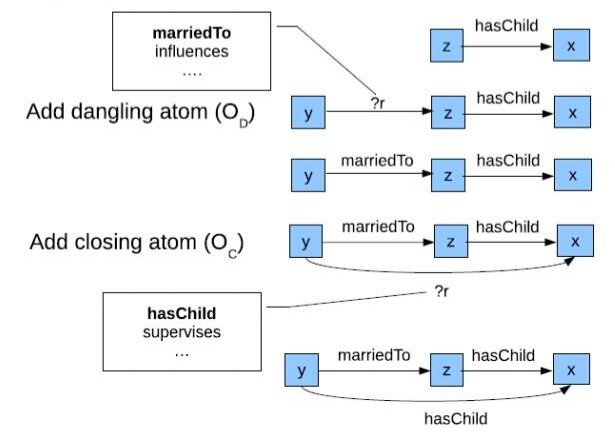 marriedTo
influences
....
hasChild
z x
Add dangling atom (O_D)
?r
hasChild
y z x
marriedTo hasChild
y z x
Add closing atom (O_C)
marriedTo hasChild
y z x
?r
hasChild
supervises
...
marriedTo hasChild
y z x
hasChild